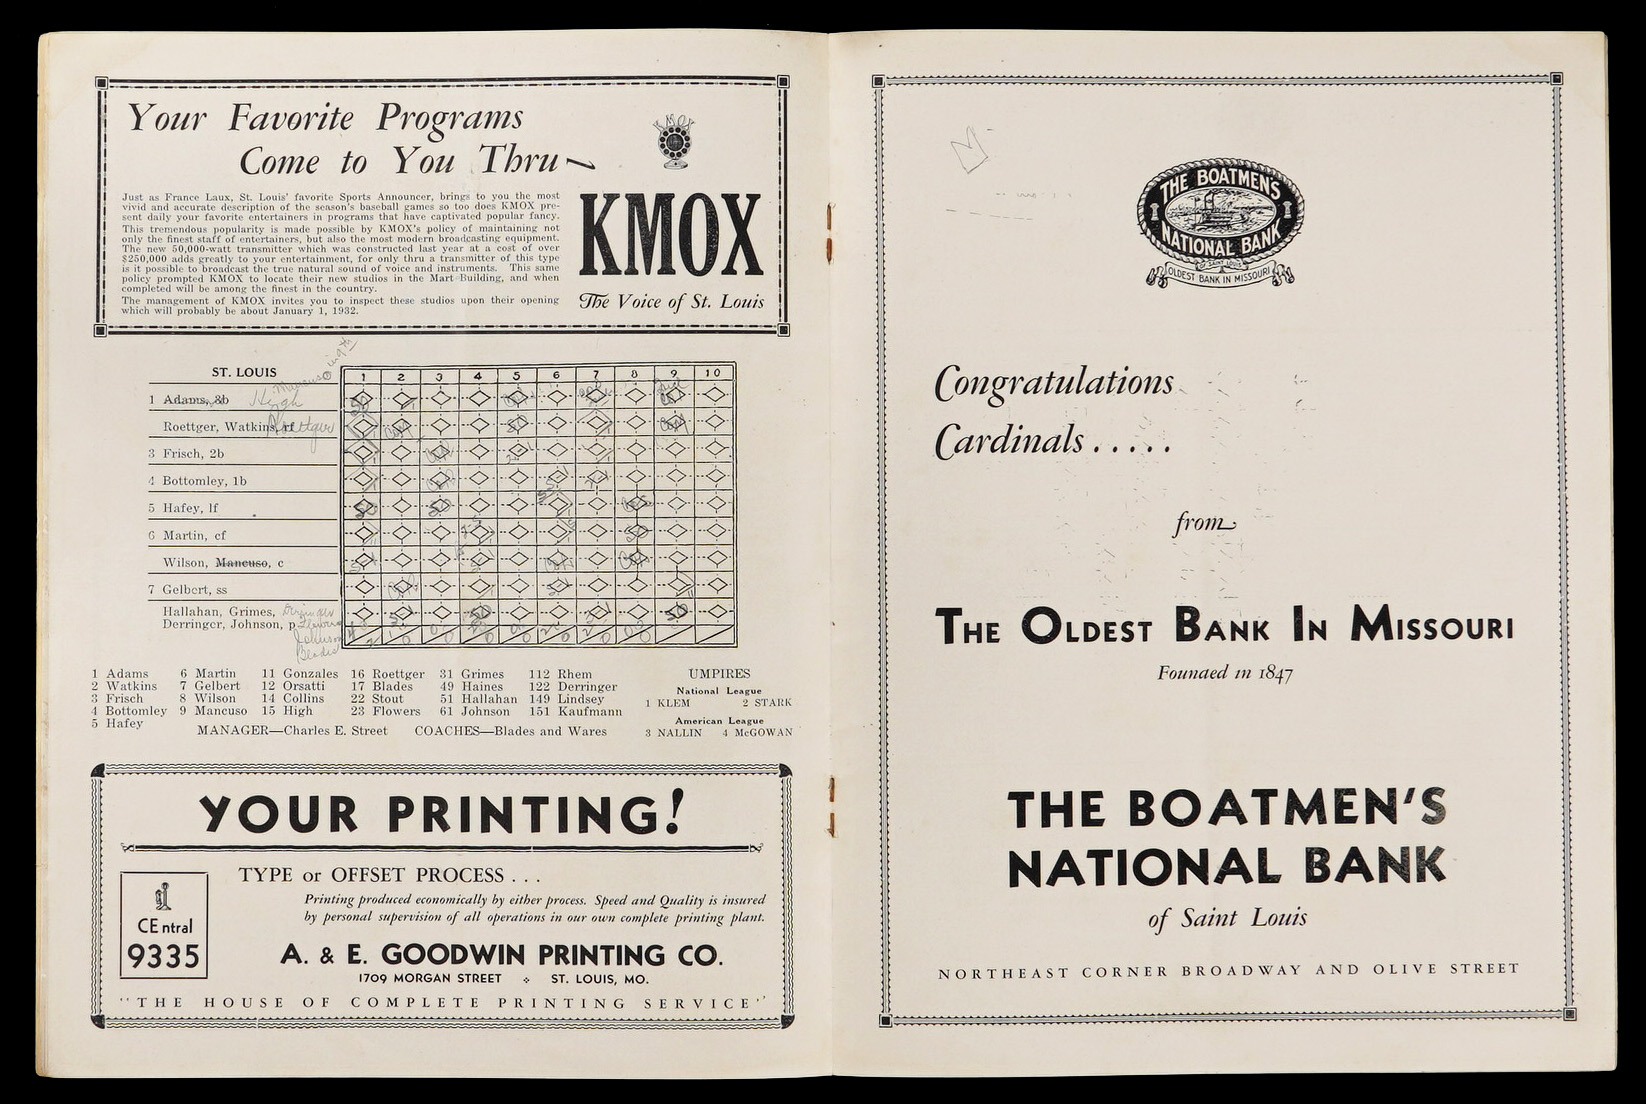 Your Favorite Programs
Come to You Thru
KMOX
Just as France Laux, St. Louis' favorite Sports Announcer, brings to you the most
vivid and accurate description of the season's baseball games so too does KMOX pre-
sent daily your favorite entertainers in programs that have captivated popular fancy.
This tremendous popularity is made possible by KMOX's policy of maintaining not
only the finest staff of entertainers, but also the most modern broadcasting equipment.
The new 50,000-watt transmitter which was constructed last year at a cost of over
$250,000 adds greatly to your entertainment, for only thru a transmitter of this type
is it possible to broadcast the true natural sound of voice and instruments. This same
policy prompted KMOX to locate their new studios in the Mart Building, and when
completed will be among the finest in the country.
The management of KMOX invites you to inspect these studios upon their opening
which will probably be about January 1, 1932.
KMOX
The Voice of St. Louis
ST. LOUIS
Mancuso 9 in 9th
1 2 3 4 5 6 7 8 9 10
1 Adams, 3b High
Roettger, Watkins, rf Roettger
3 Frisch, 2b
4 Bottomley, 1b
5 Hafey, lf
6 Martin, cf
Wilson, Mancuso, c
7 Gelbert, ss
Hallahan, Grimes, Derringer
Derringer, Johnson, p Flowers
Johnson
Blades
1 Adams 6 Martin 11 Gonzales 16 Roettger 31 Grimes 112 Rhem
2 Watkins 7 Gelbert 12 Orsatti 17 Blades 49 Haines 122 Derringer
3 Frisch 8 Wilson 14 Collins 22 Stout 51 Hallahan 149 Lindsey
4 Bottomley 9 Mancuso 15 High 23 Flowers 61 Johnson 151 Kaufmann
5 Hafey
MANAGER—Charles E. Street COACHES—Blades and Wares
UMPIRES
National League
1 KLEM 2 STARK
American League
3 NALLIN 4 McGOWAN
YOUR PRINTING!
TYPE or OFFSET PROCESS . . .
Printing produced economically by either process. Speed and Quality is insured
by personal supervision of all operations in our own complete printing plant.
CEntral
9335
A. & E. GOODWIN PRINTING CO.
1709 MORGAN STREET ST. LOUIS, MO.
"THE HOUSE OF COMPLETE PRINTING SERVICE"
THE BOATMEN'S
NATIONAL BANK
OF SAINT LOUIS
OLDEST BANK IN MISSOURI
Congratulations
Cardinals . . . . .
from
THE OLDEST BANK IN MISSOURI
Founded in 1847
THE BOATMEN'S
NATIONAL BANK
of Saint Louis
NORTHEAST CORNER BROADWAY AND OLIVE STREET